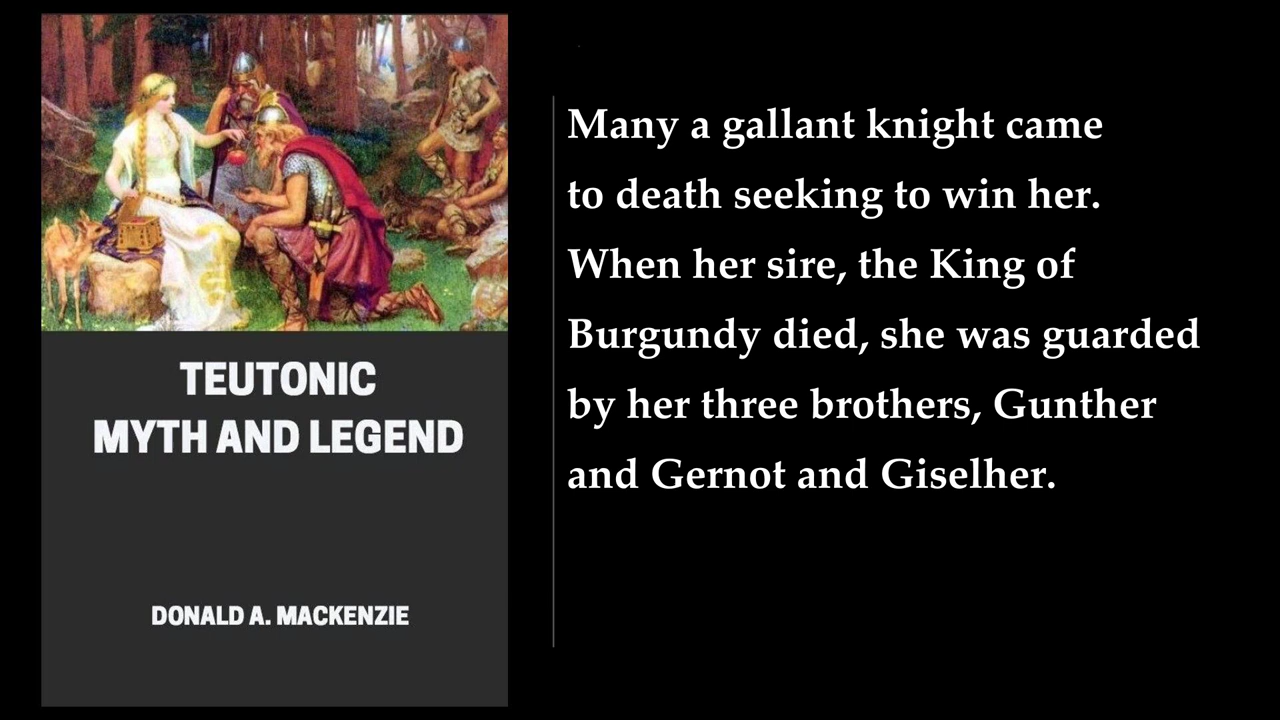 TEUTONIC
MYTH AND LEGEND
DONALD A. MACKENZIE
Many a gallant knight came
to death seeking to win her.
When her sire, the King of
Burgundy died, she was guarded
by her three brothers, Gunther
and Gernot and Giselher.